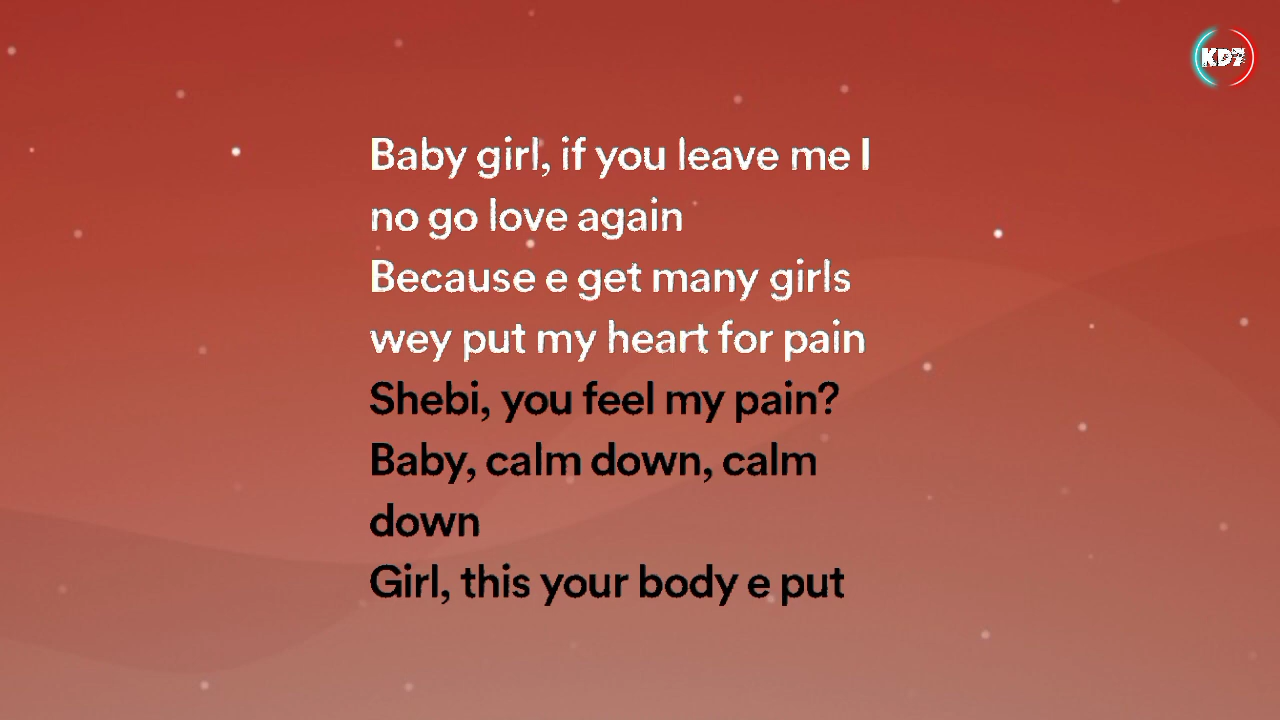 KD7
Baby girl, if you leave me I
no go love again
Because e get many girls
wey put my heart for pain
Shebi, you feel my pain?
Baby, calm down, calm
down
Girl, this your body e put